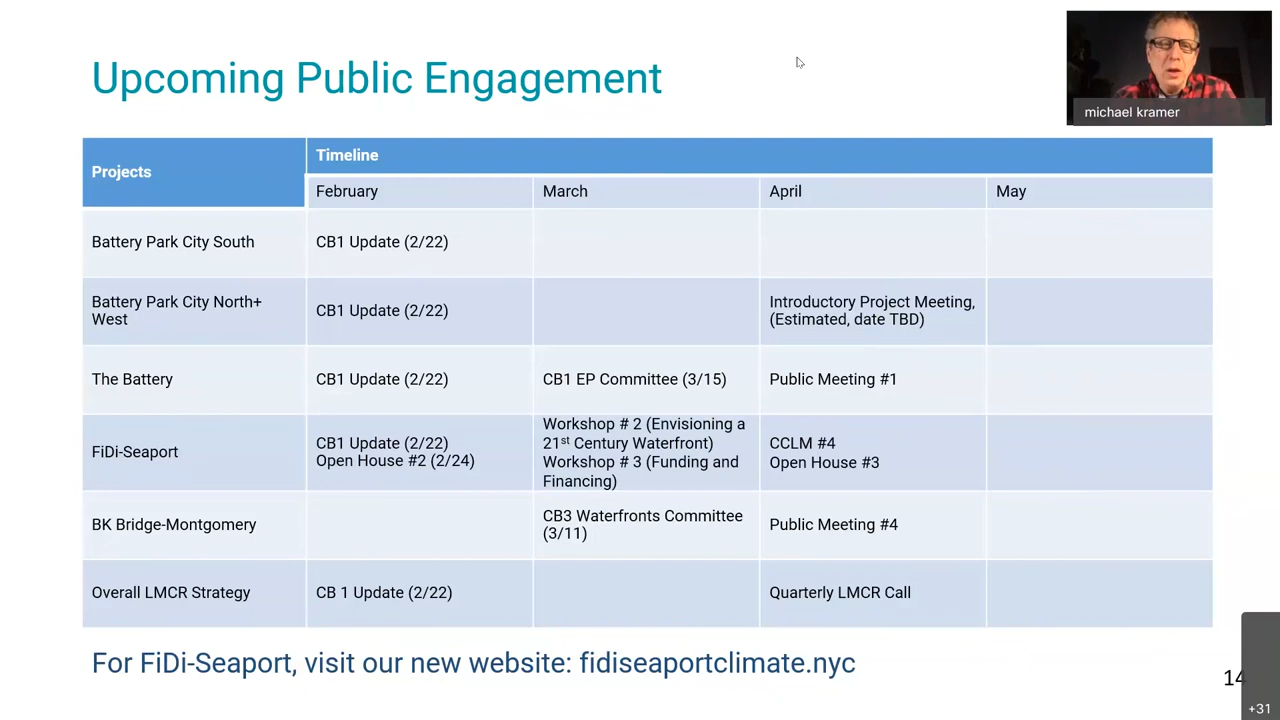 Upcoming Public Engagement
michael kramer
Projects
Timeline
February
March
April
May
Battery Park City South
CB1 Update (2/22)
Battery Park City North+
West
CB1 Update (2/22)
Introductory Project Meeting,
(Estimated, date TBD)
The Battery
CB1 Update (2/22)
CB1 EP Committee (3/15)
Public Meeting #1
FiDi-Seaport
CB1 Update (2/22)
Open House #2 (2/24)
Workshop # 2 (Envisioning a
21st Century Waterfront)
Workshop # 3 (Funding and
Financing)
CCLM #4
Open House #3
BK Bridge-Montgomery
CB3 Waterfronts Committee
(3/11)
Public Meeting #4
Overall LMCR Strategy
CB 1 Update (2/22)
Quarterly LMCR Call
For FiDi-Seaport, visit our new website: fidiseaportclimate.nyc
14
+31